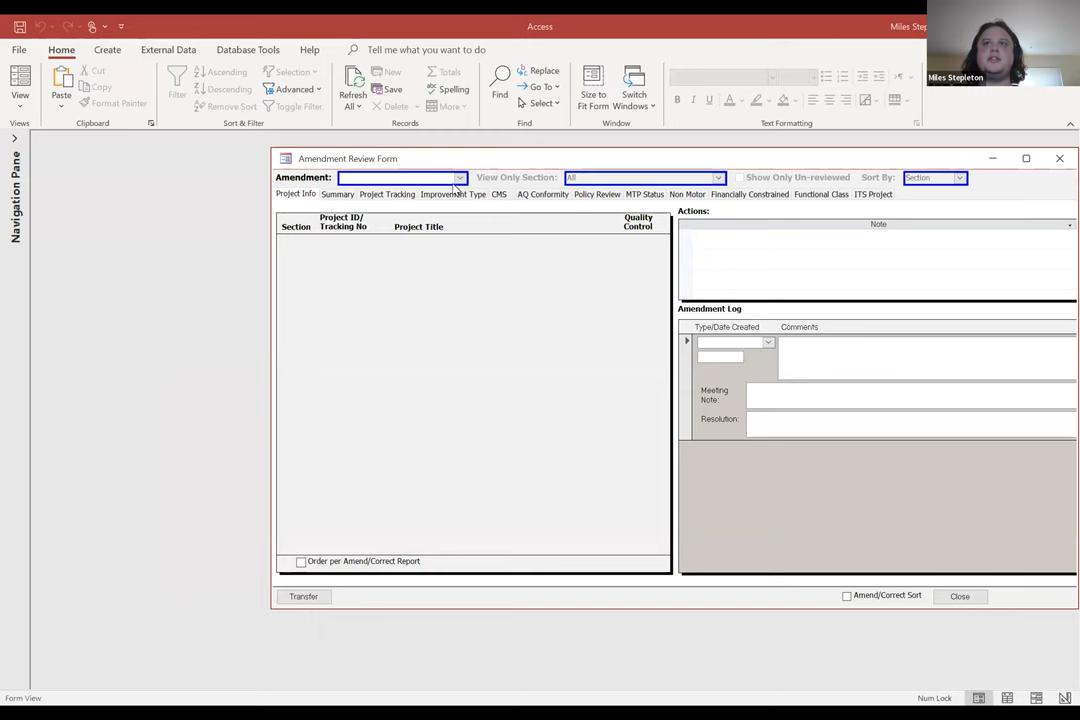 Access
Miles Step
Miles Stepleton
File Home Create External Data Database Tools Help Tell me what you want to do
View
Views
Paste
Cut
Copy
Format Painter
Clipboard
Filter
Ascending
Descending
Remove Sort
Selection
Advanced
Toggle Filter
Sort & Filter
Refresh
All
New
Save
Delete
Totals
Spelling
More
Records
Find
Replace
Go To
Select
Find
Size to
Fit Form
Switch
Windows
Window
B I U A
Text Formatting
Navigation Pane
Amendment Review Form
Amendment: View Only Section: All Show Only Un-reviewed Sort By: Section
Project Info Summary Project Tracking Improvement Type CMS AQ Conformity Policy Review MTP Status Non Motor Financially Constrained Functional Class ITS Project
Section
Project ID/
Tracking No
Project Title
Quality
Control
Actions:
Note
Amendment Log
Type/Date Created Comments
Meeting
Note:
Resolution:
Order per Amend/Correct Report
Transfer
Amend/Correct Sort
Close
Form View
Num Lock